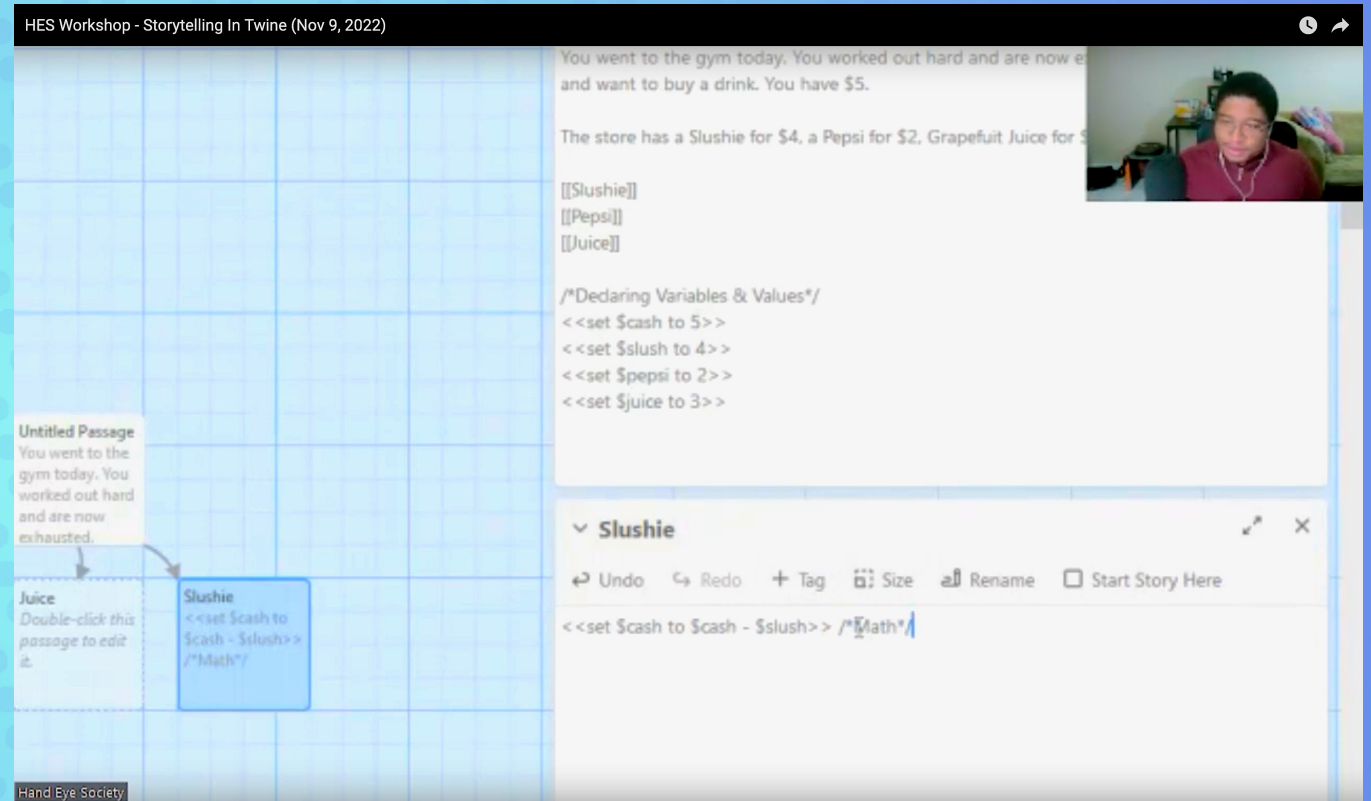 HES Workshop - Storytelling In Twine (Nov 9, 2022)
You went to the gym today. You worked out hard and are now
and want to buy a drink. You have $5.
The store has a Slushie for $4, a Pepsi for $2, Grapefuit Juice for
[[Slushie]]
[[Pepsi]]
[[Juice]]
/*Declaring Variables & Values*/
<<set $cash to 5>>
<<set $slush to 4>>
<<set $pepsi to 2>>
<<set $juice to 3>>
Untitled Passage
You went to the
gym today. You
worked out hard
and are now
exhausted.
Juice
Double-click this
passage to edit
it.
Slushie
<<set $cash to
$cash - $slush>>
/*Math*/
Slushie
Undo Redo + Tag Size Rename Start Story Here
<<set $cash to $cash - $slush>> /*Math*/
Hand Eye Society